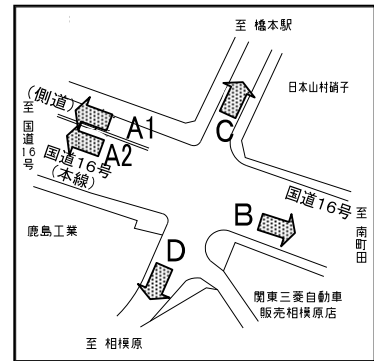 至 橋本駅
日本山村硝子
(側道)
A1
A2
C
至 国道16号
国道16号
(本線)
国道16号
至 南町田
B
鹿島工業
D
関東三菱自動車
販売相模原店
至 相模原